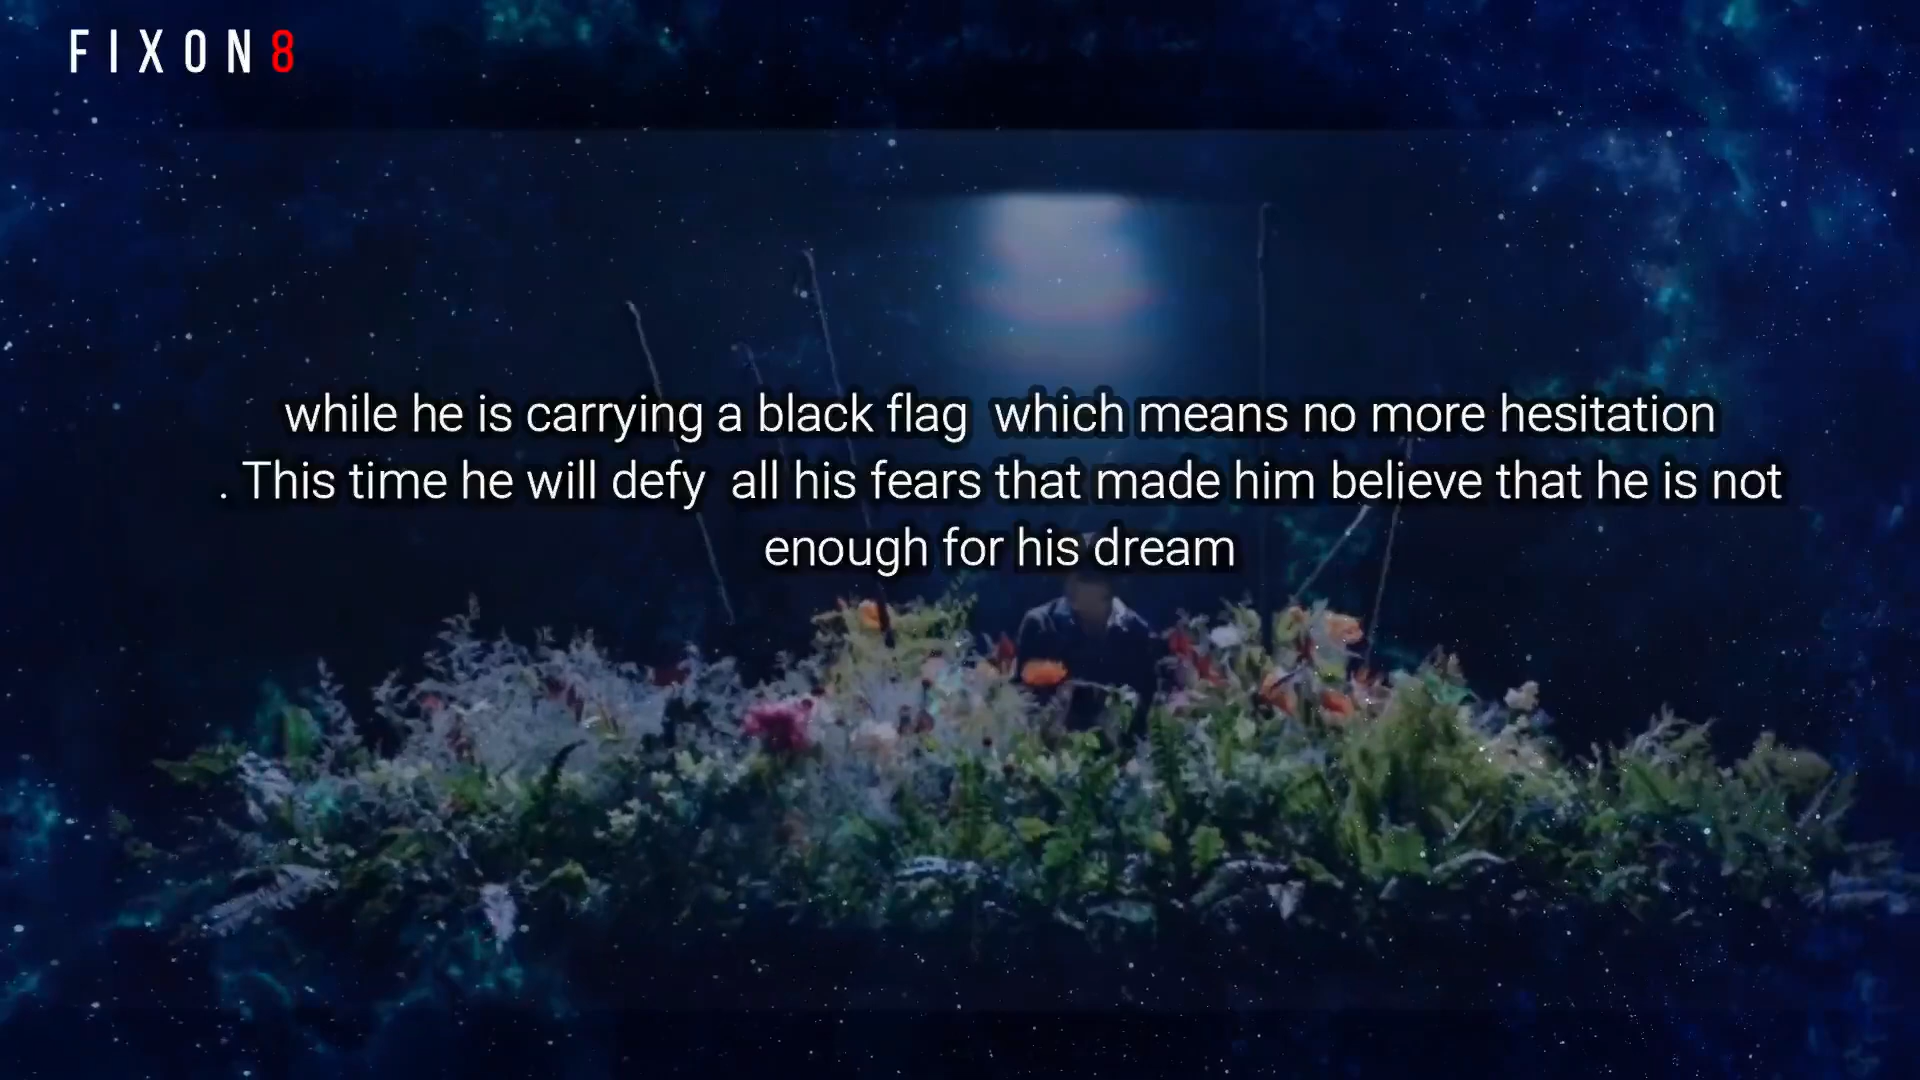 FIXON8
while he is carrying a black flag  which means no more hesitation
. This time he will defy  all his fears that made him believe that he is not
enough for his dream